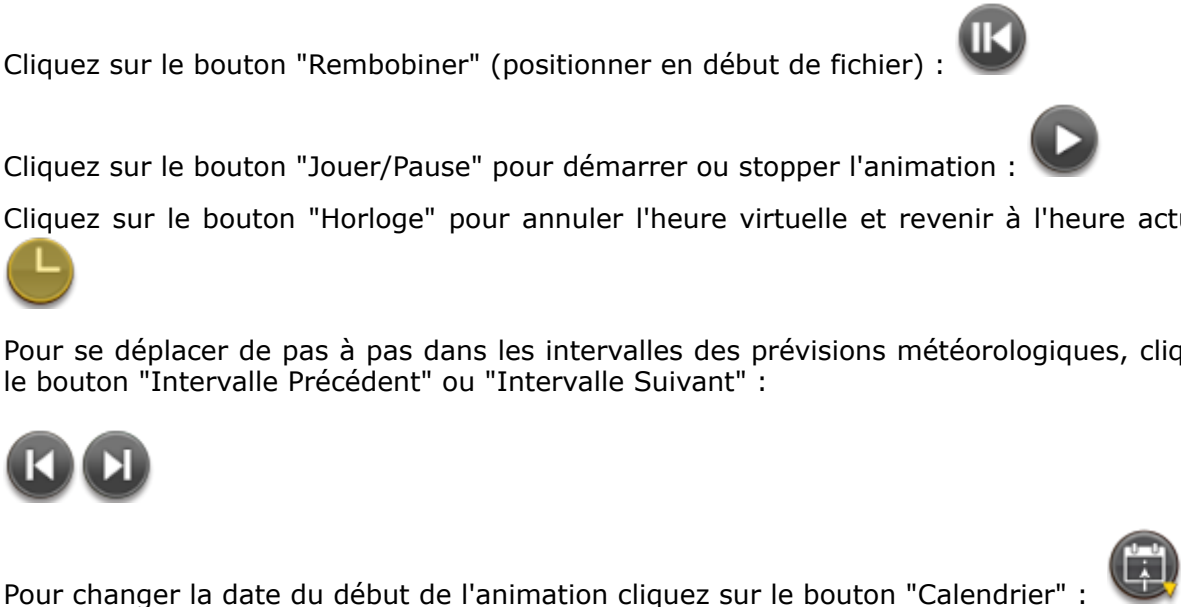 Cliquez sur le bouton "Rembobiner" (positionner en début de fichier) :
Cliquez sur le bouton "Jouer/Pause" pour démarrer ou stopper l'animation :
Cliquez sur le bouton "Horloge" pour annuler l'heure virtuelle et revenir à l'heure
Pour se déplacer de pas à pas dans les intervalles des prévisions météorologiques,
le bouton "Intervalle Précédent" ou "Intervalle Suivant" :
Pour changer la date du début de l'animation cliquez sur le bouton "Calendrier" :